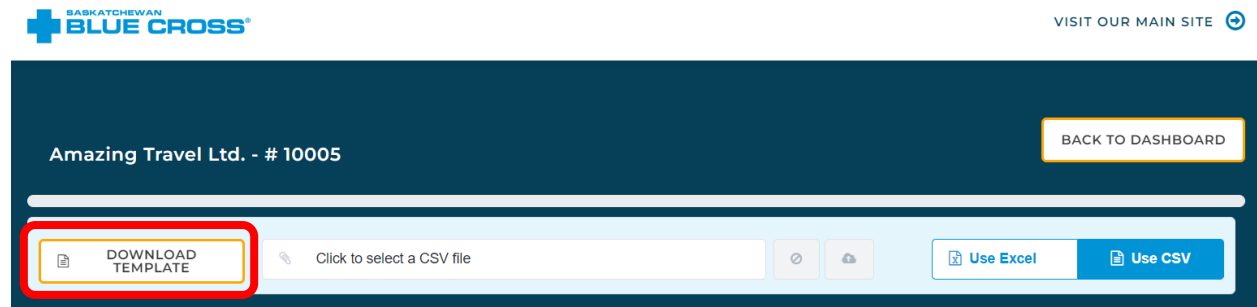 SASKATCHEWAN
BLUE CROSS®
VISIT OUR MAIN SITE
BACK TO DASHBOARD
Amazing Travel Ltd. - # 10005
DOWNLOAD
TEMPLATE
Click to select a CSV file
Use Excel
Use CSV